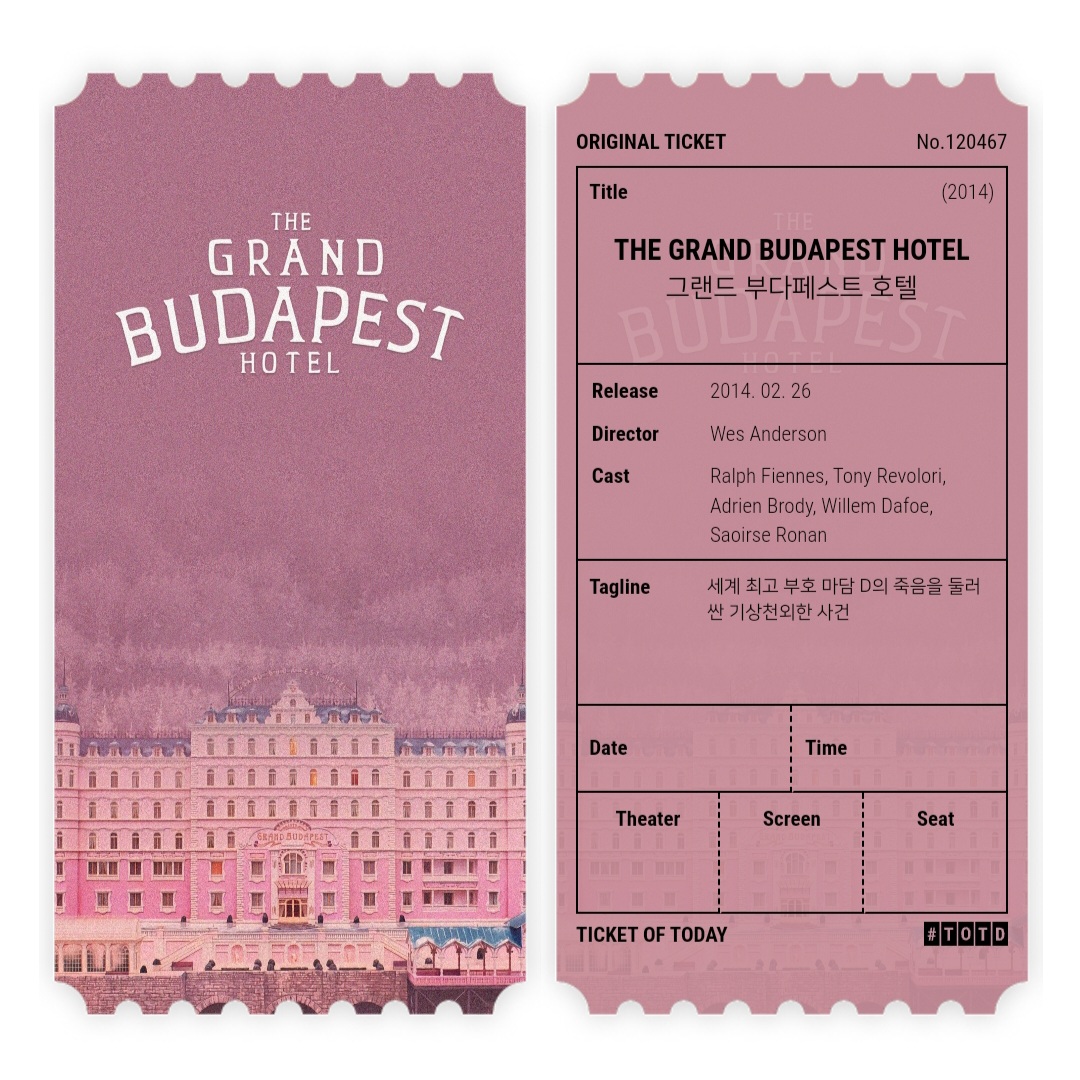 THE
GRAND
BUDAPEST
HOTEL
GRAND BUDAPEST
ORIGINAL TICKET No.120467
Title (2014)
THE
GRAND
THE GRAND BUDAPEST HOTEL
그랜드 부다페스트 호텔
BUDAPEST
HOTEL
Release 2014. 02. 26
Director Wes Anderson
Cast Ralph Fiennes, Tony Revolori,
Adrien Brody, Willem Dafoe,
Saoirse Ronan
Tagline 세계 최고 부호 마담 D의 죽음을 둘러
싼 기상천외한 사건
Date Time
Theater Screen Seat
TICKET OF TODAY #TOTD